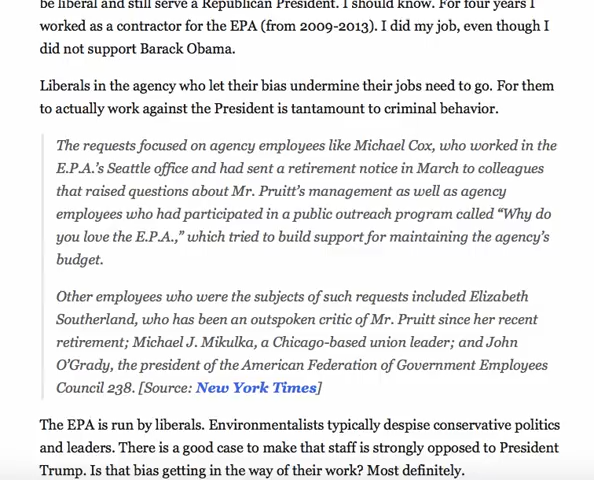 be liberal and still serve a Republican President. I should know. For four years I
worked as a contractor for the EPA (from 2009-2013). I did my job, even though I
did not support Barack Obama.
Liberals in the agency who let their bias undermine their jobs need to go. For them
to actually work against the President is tantamount to criminal behavior.
The requests focused on agency employees like Michael Cox, who worked in the
E.P.A.'s Seattle office and had sent a retirement notice in March to colleagues
that raised questions about Mr. Pruitt's management as well as agency
employees who had participated in a public outreach program called “Why do
you love the E.P.A.,” which tried to build support for maintaining the agency's
budget.
Other employees who were the subjects of such requests included Elizabeth
Southerland, who has been an outspoken critic of Mr. Pruitt since her recent
retirement; Michael J. Mikulka, a Chicago-based union leader; and John
O'Grady, the president of the American Federation of Government Employees
Council 238. [Source: New York Times]
The EPA is run by liberals. Environmentalists typically despise conservative politics
and leaders. There is a good case to make that staff is strongly opposed to President
Trump. Is that bias getting in the way of their work? Most definitely.